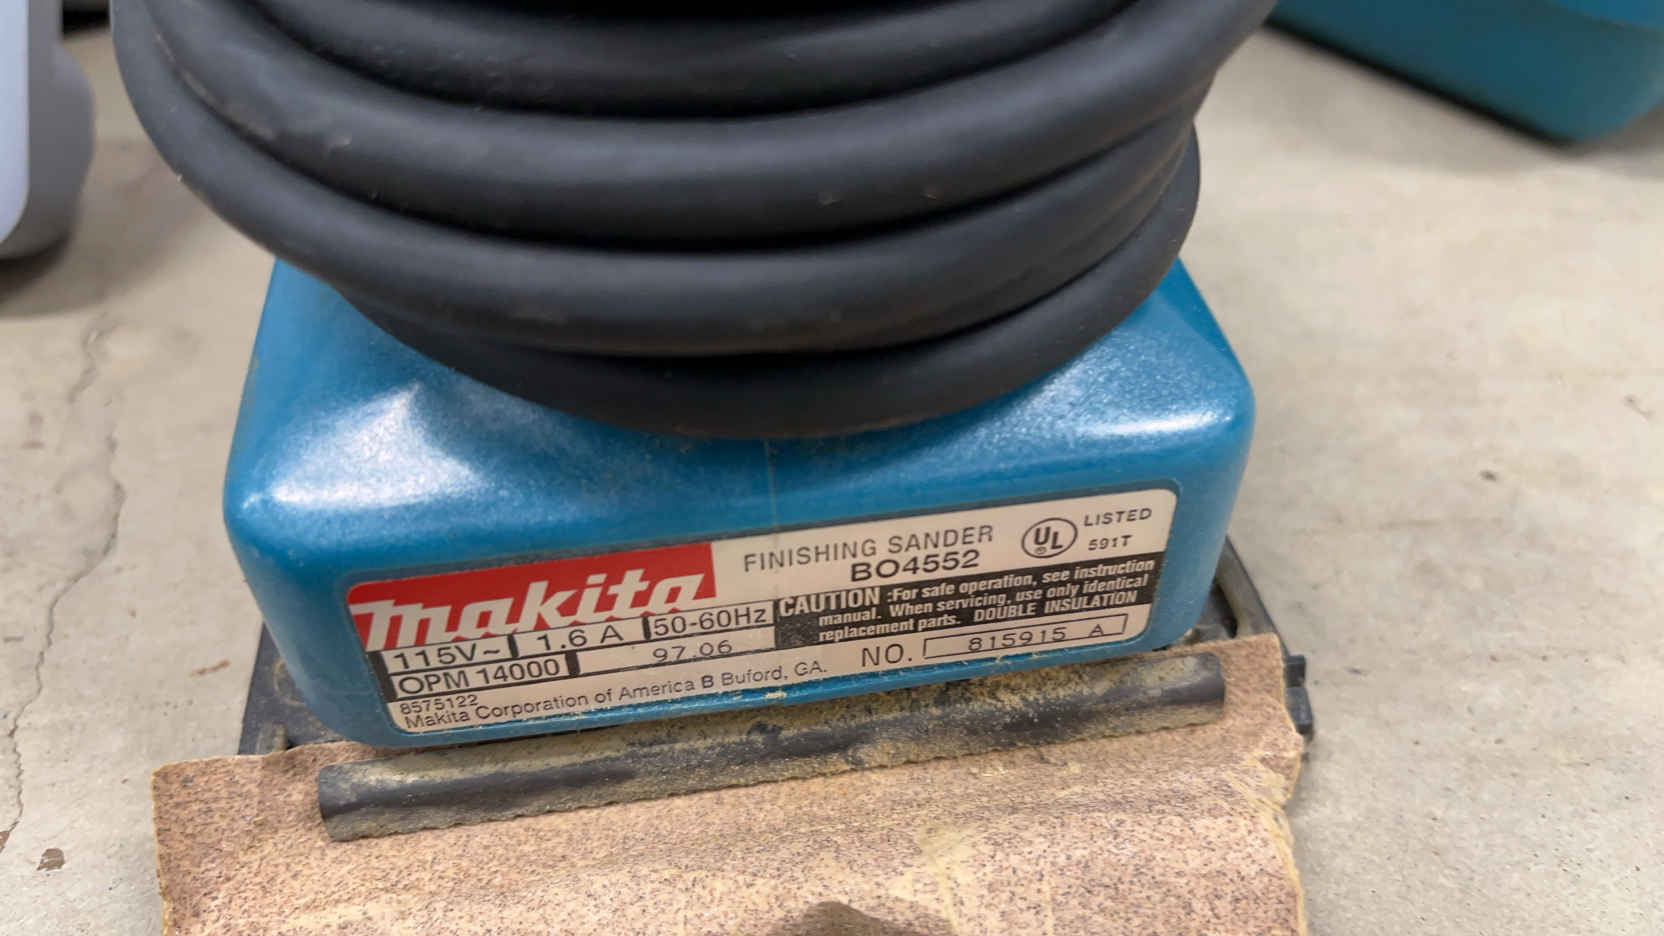 makita
FINISHING SANDER
BO4552
UL ®
LISTED
591T
115V~ 1.6 A 50-60Hz
OPM 14000 97.06
CAUTION :For safe operation, see instruction
manual. When servicing, use only identical
replacement parts. DOUBLE INSULATION
NO. 815915 A
8575122
Makita Corporation of America B Buford, GA.